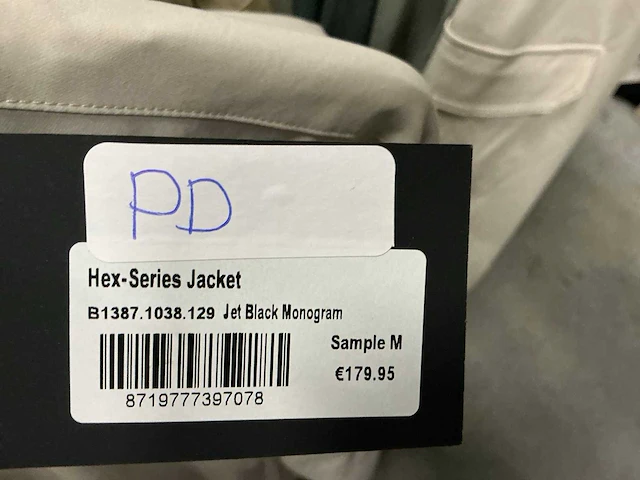 PD
Hex-Series Jacket
B1387.1038.129 Jet Black Monogram
Sample M
€179.95
8719777397078